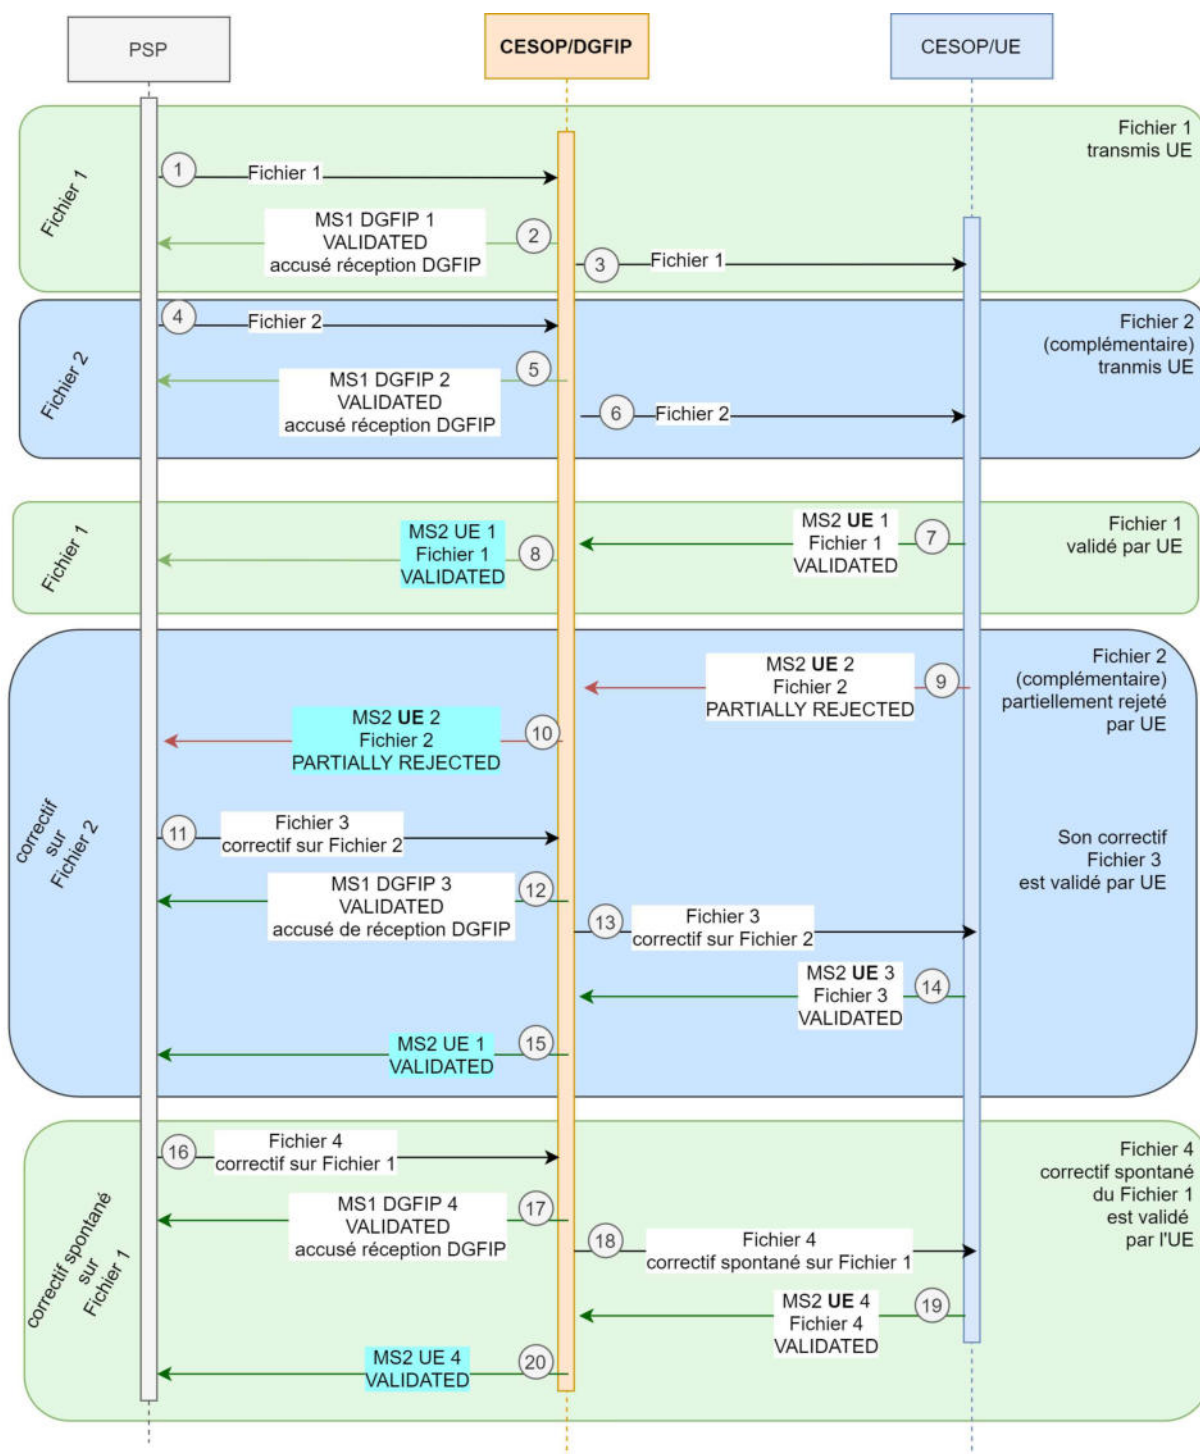 PSP
CESOP/DGFIP
CESOP/UE
Fichier 1
Fichier 1
transmis UE
1
Fichier 1
MS1 DGFIP 1
VALIDATED
accusé réception DGFIP
2
3
Fichier 1
Fichier 2
4
Fichier 2
Fichier 2
(complémentaire)
tranmis UE
MS1 DGFIP 2
VALIDATED
accusé réception DGFIP
5
6
Fichier 2
Fichier 1
MS2 UE 1
Fichier 1
VALIDATED
7
Fichier 1
validé par UE
MS2 UE 1
Fichier 1
VALIDATED
8
MS2 UE 2
Fichier 2
PARTIALLY REJECTED
9
Fichier 2
(complémentaire)
partiellement rejeté
par UE
MS2 UE 2
Fichier 2
PARTIALLY REJECTED
10
correctif
sur
Fichier 2
11
Fichier 3
correctif sur Fichier 2
Son correctif
Fichier 3
est validé par UE
MS1 DGFIP 3
VALIDATED
accusé de réception DGFIP
12
13
Fichier 3
correctif sur Fichier 2
MS2 UE 3
Fichier 3
VALIDATED
14
MS2 UE 1
VALIDATED
15
correctif spontané
sur
Fichier 1
16
Fichier 4
correctif sur Fichier 1
Fichier 4
correctif spontané
du Fichier 1
est validé
par l'UE
MS1 DGFIP 4
VALIDATED
accusé réception DGFIP
17
18
Fichier 4
correctif spontané sur Fichier 1
MS2 UE 4
Fichier 4
VALIDATED
19
MS2 UE 4
VALIDATED
20